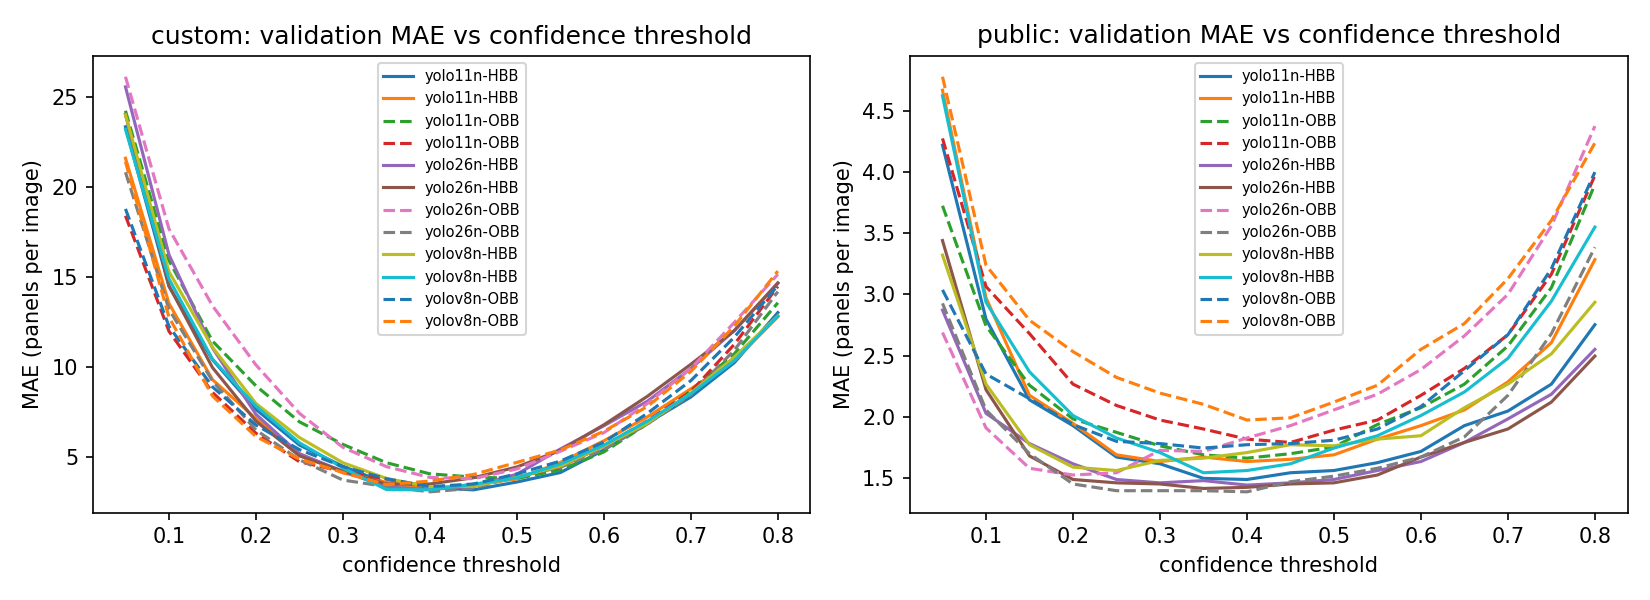 custom: validation MAE vs confidence threshold
MAE (panels per image)
25
20
15
10
5
yolo11n-HBB
yolo11n-HBB
yolo11n-OBB
yolo11n-OBB
yolo26n-HBB
yolo26n-HBB
yolo26n-OBB
yolo26n-OBB
yolov8n-HBB
yolov8n-HBB
yolov8n-OBB
yolov8n-OBB
0.1 0.2 0.3 0.4 0.5 0.6 0.7 0.8
confidence threshold
public: validation MAE vs confidence threshold
MAE (panels per image)
4.5
4.0
3.5
3.0
2.5
2.0
1.5
yolo11n-HBB
yolo11n-HBB
yolo11n-OBB
yolo11n-OBB
yolo26n-HBB
yolo26n-HBB
yolo26n-OBB
yolo26n-OBB
yolov8n-HBB
yolov8n-HBB
yolov8n-OBB
yolov8n-OBB
0.1 0.2 0.3 0.4 0.5 0.6 0.7 0.8
confidence threshold